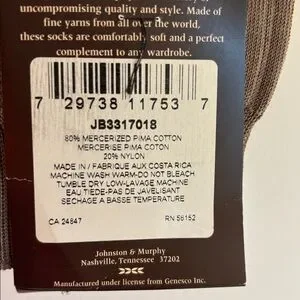 uncompromising quality and style. Made of
fine yarns from all over the world,
these socks are comfortably soft and a perfect
complement to any wardrobe.
7 29738 11753 7
JB3317018
80% MERCERIZED PIMA COTTON
MERCERISE PIMA COTON
20% NYLON
MADE IN / FABRIQUE AUX COSTA RICA
MACHINE WASH WARM-DO NOT BLEACH
TUMBLE DRY LOW-LAVAGE MACHINE
EAU TIEDE-PAS DE JAVELISANT
SECHAGE A BASSE TEMPERATURE
CA 24847 RN 56152
Johnston & Murphy
Nashville, Tennessee 37202
Manufactured under license from Genesco Inc.